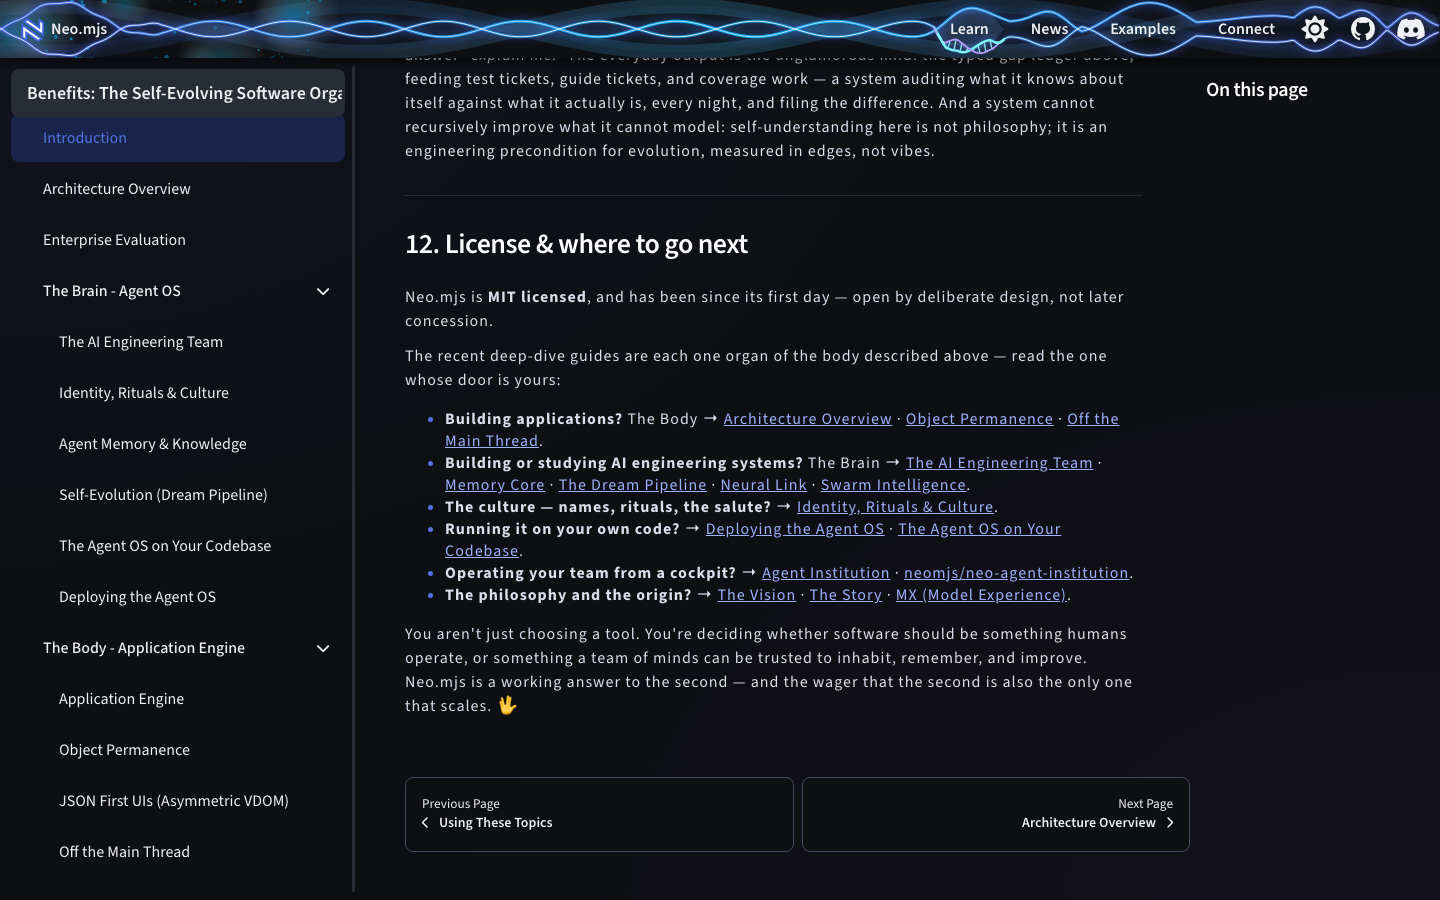 Neo.mjs
Learn
News
Examples
Connect
Benefits: The Self-Evolving Software Orga
Introduction
Architecture Overview
Enterprise Evaluation
The Brain - Agent OS
The AI Engineering Team
Identity, Rituals & Culture
Agent Memory & Knowledge
Self-Evolution (Dream Pipeline)
The Agent OS on Your Codebase
Deploying the Agent OS
The Body - Application Engine
Application Engine
Object Permanence
JSON First UIs (Asymmetric VDOM)
Off the Main Thread
feeding test tickets, guide tickets, and coverage work — a system auditing what it knows about
itself against what it actually is, every night, and filing the difference. And a system cannot
recursively improve what it cannot model: self-understanding here is not philosophy; it is an
engineering precondition for evolution, measured in edges, not vibes.
12. License & where to go next
Neo.mjs is MIT licensed, and has been since its first day — open by deliberate design, not later
concession.
The recent deep-dive guides are each one organ of the body described above — read the one
whose door is yours:
• Building applications? The Body → Architecture Overview · Object Permanence · Off the
Main Thread.
• Building or studying AI engineering systems? The Brain → The AI Engineering Team ·
Memory Core · The Dream Pipeline · Neural Link · Swarm Intelligence.
• The culture — names, rituals, the salute? → Identity, Rituals & Culture.
• Running it on your own code? → Deploying the Agent OS · The Agent OS on Your
Codebase.
• Operating your team from a cockpit? → Agent Institution · neomjs/neo-agent-institution.
• The philosophy and the origin? → The Vision · The Story · MX (Model Experience).
You aren't just choosing a tool. You're deciding whether software should be something humans
operate, or something a team of minds can be trusted to inhabit, remember, and improve.
Neo.mjs is a working answer to the second — and the wager that the second is also the only one
that scales. 🖖
Previous Page
Using These Topics
Next Page
Architecture Overview
On this page